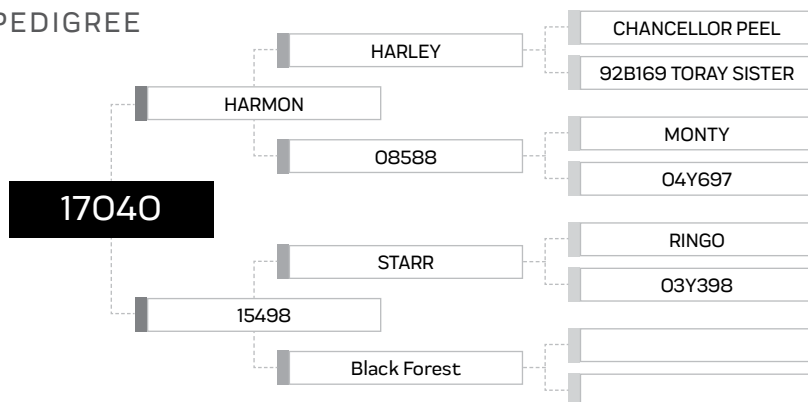 PEDIGREE
CHANCELLOR PEEL
HARLEY
92B169 TORAY SISTER
HARMON
MONTY
08588
04Y697
17040
RINGO
STARR
03Y398
15498
Black Forest